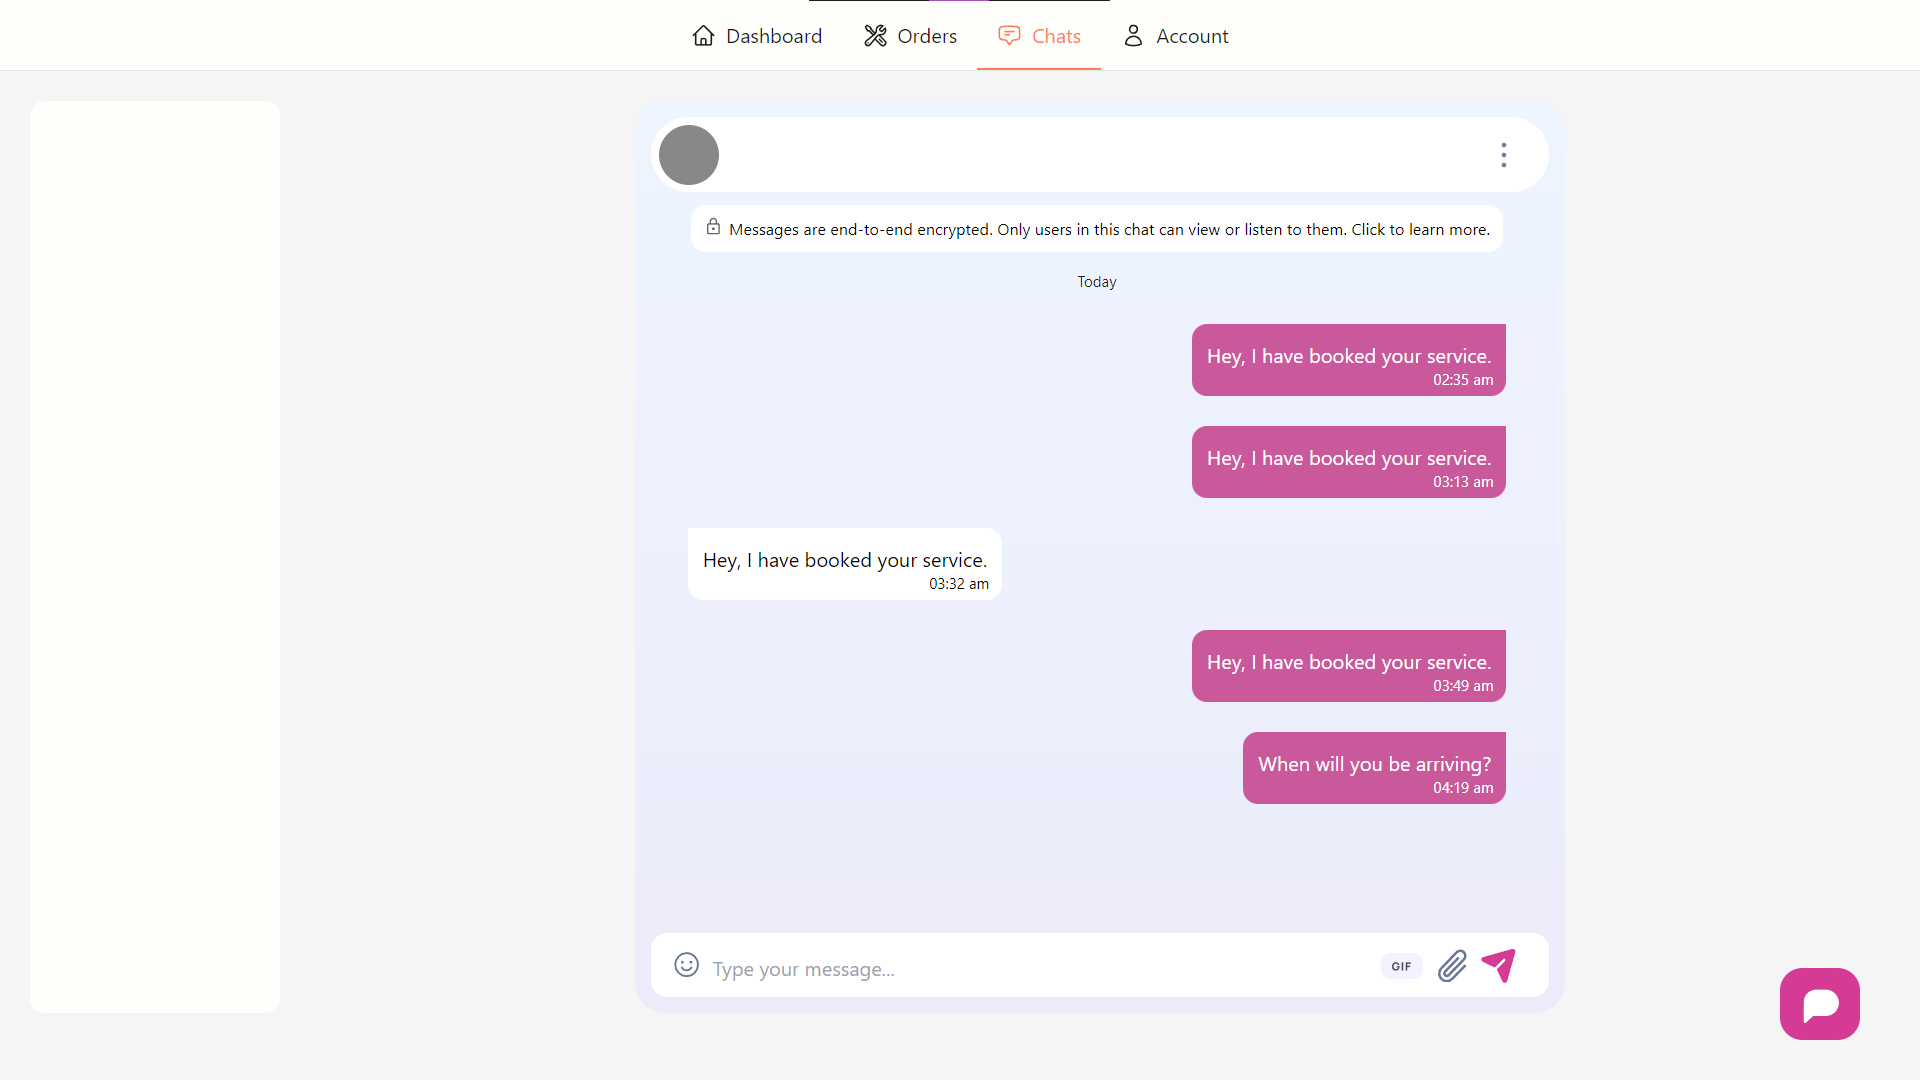 Dashboard
Orders
Chats
Account
Messages are end-to-end encrypted. Only users in this chat can view or listen to them. Click to learn more.
Today
Hey, I have booked your service.
02:35 am
Hey, I have booked your service.
03:13 am
Hey, I have booked your service.
03:32 am
Hey, I have booked your service.
03:49 am
When will you be arriving?
04:19 am
Type your message...
GIF